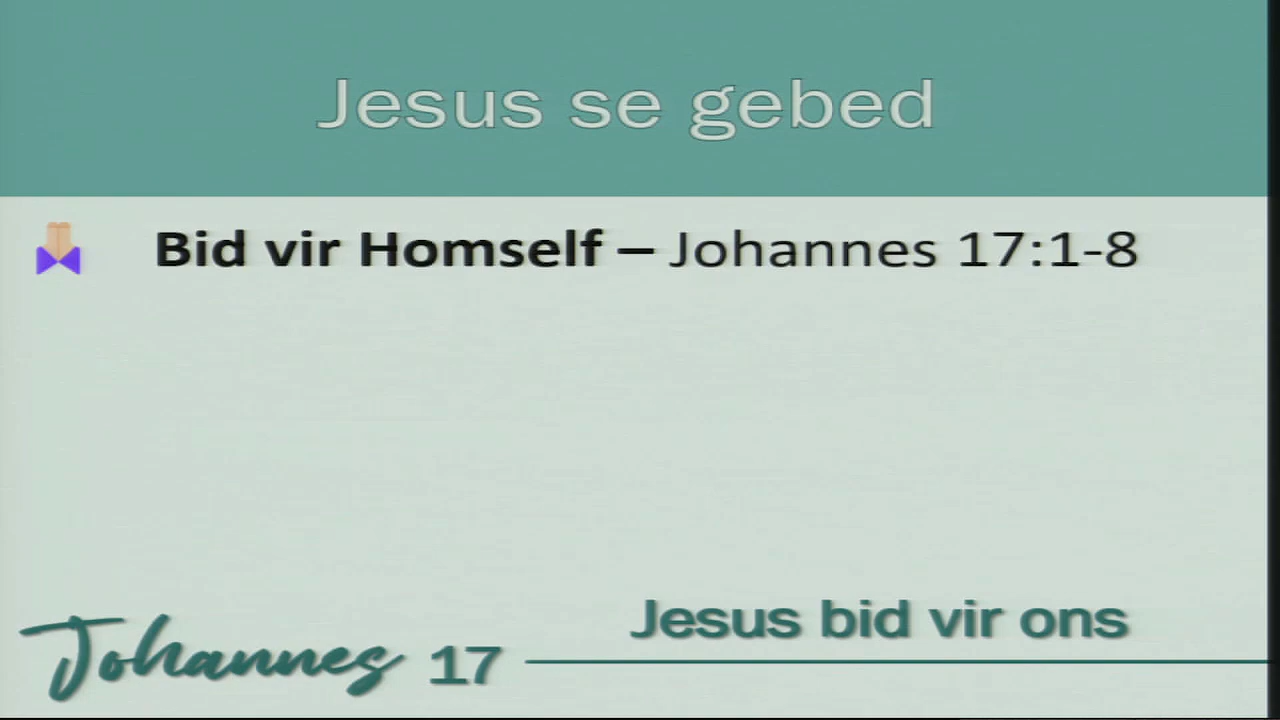 Jesus se gebed
Bid vir Homself – Johannes 17:1-8
Jesus bid vir ons
Johannes 17